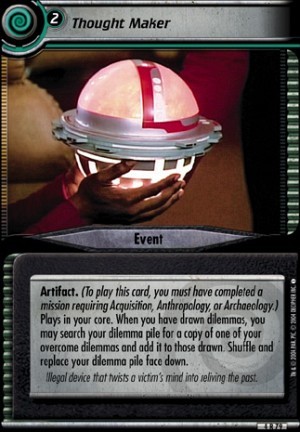 2 Thought Maker
Event
Artifact. (To play this card, you must have completed a
mission requiring Acquisition, Anthropology, or Archaeology.)
Plays in your core. When you have drawn dilemmas, you
may search your dilemma pile for a copy of one of your
overcome dilemmas and add it to those drawn. Shuffle and
replace your dilemma pile face down.
Illegal device that twists a victim's mind into reliving the past.